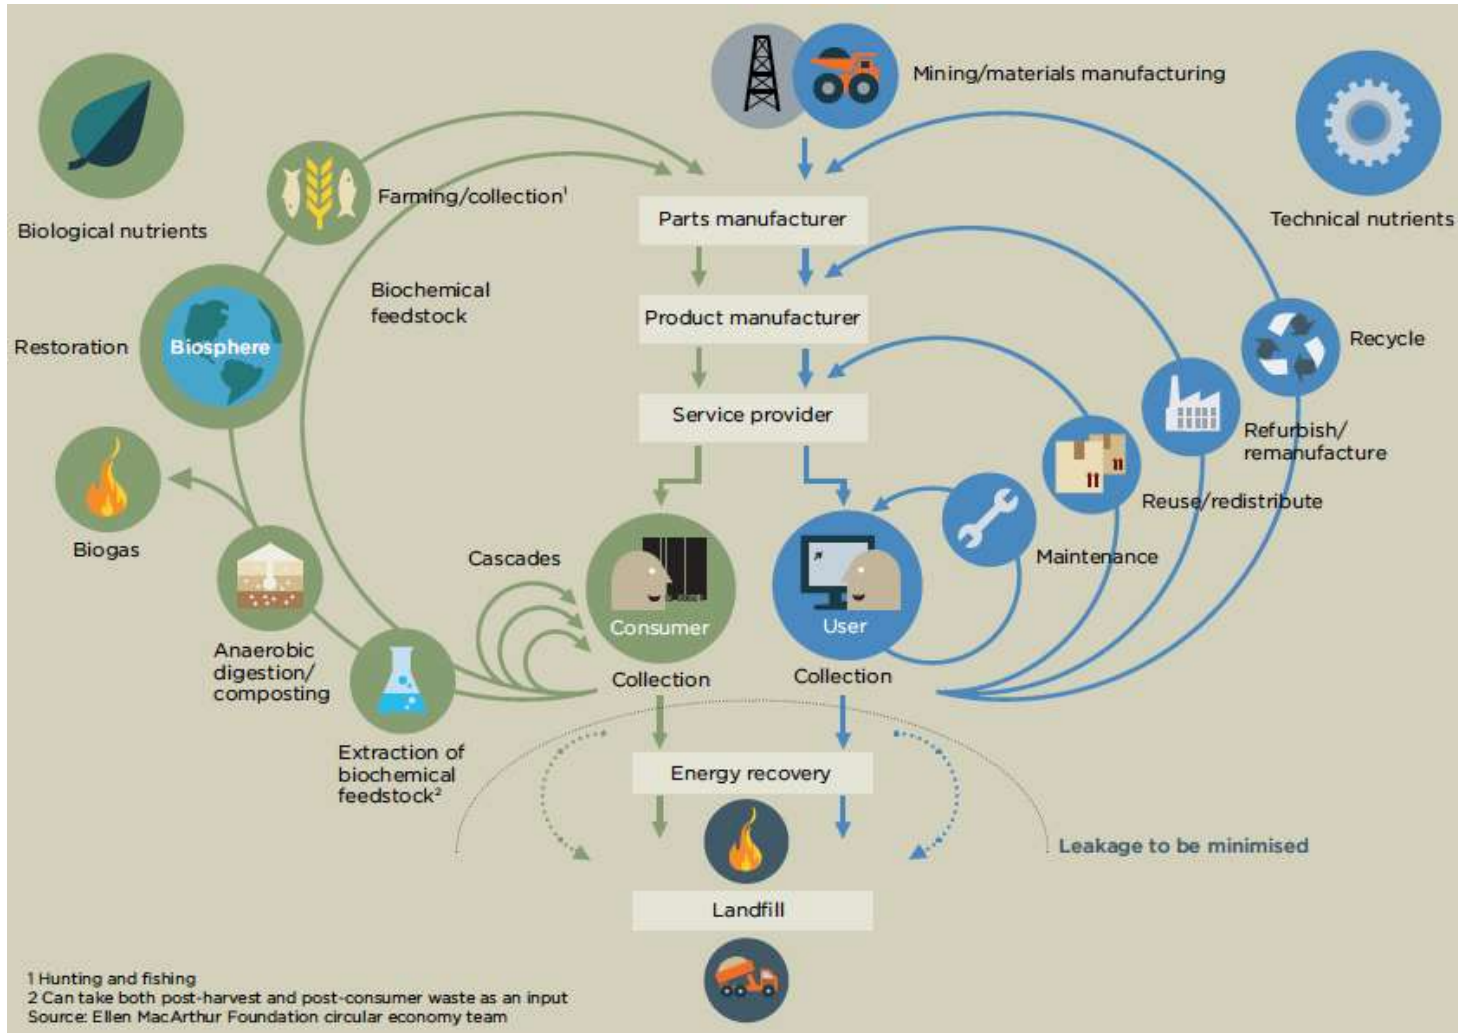 Mining/materials manufacturing
Biological nutrients
Technical nutrients
Farming/collection¹
Parts manufacturer
Biochemical
feedstock
Product manufacturer
Restoration
Biosphere
Recycle
Service provider
Refurbish/
remanufacture
Reuse/redistribute
Biogas
Cascades
Maintenance
Consumer
User
Anaerobic
digestion/
composting
Collection
Collection
Extraction of
biochemical
feedstock²
Energy recovery
Leakage to be minimised
Landfill
1 Hunting and fishing
2 Can take both post-harvest and post-consumer waste as an input
Source: Ellen MacArthur Foundation circular economy team